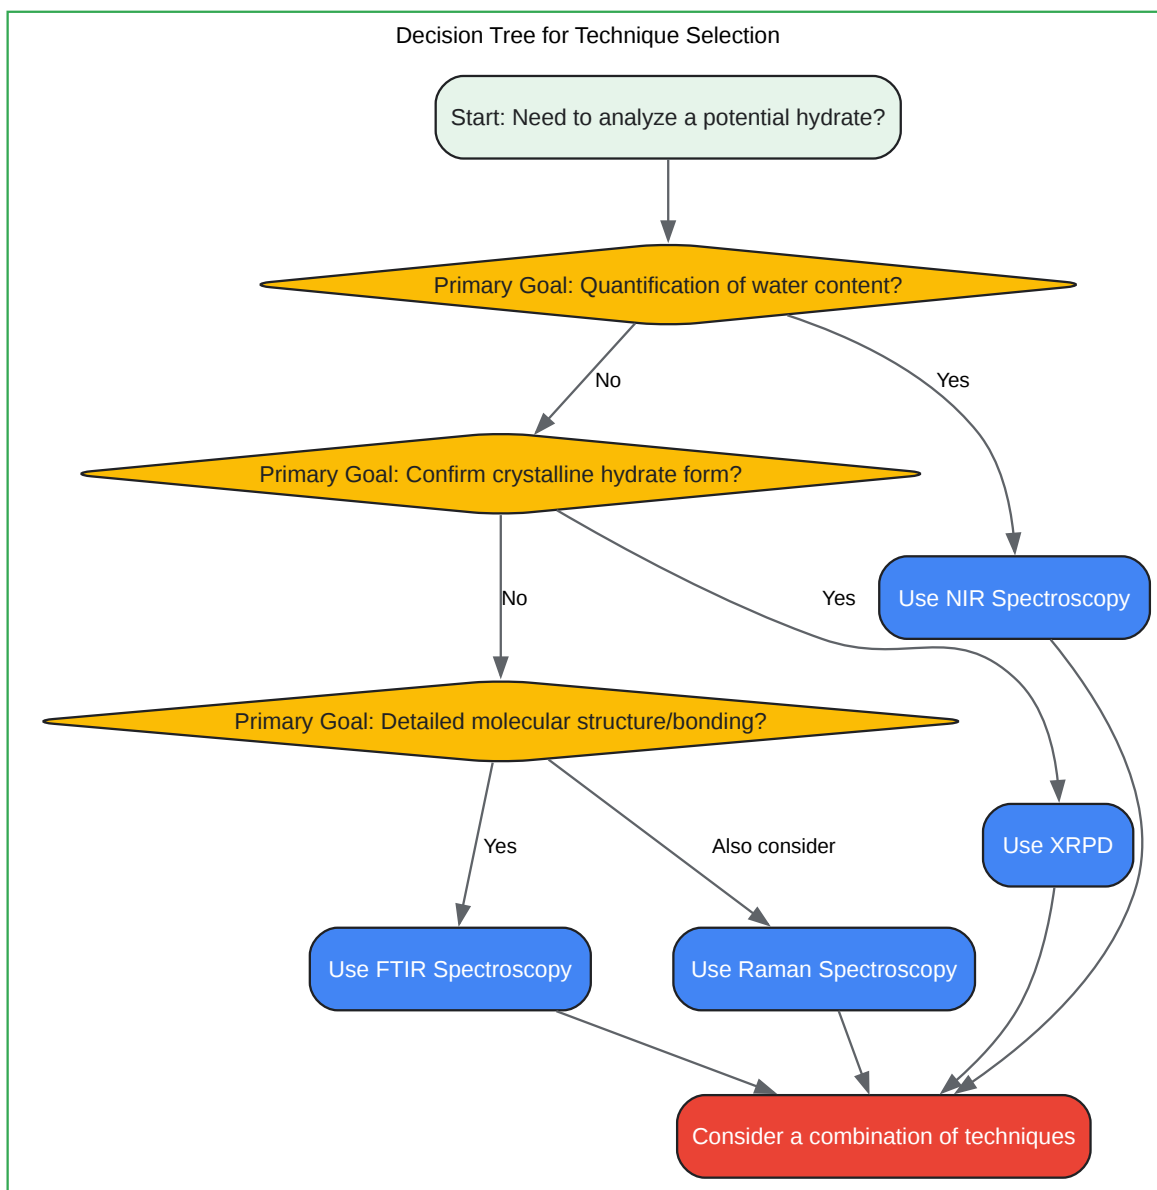 Decision Tree for Technique Selection
Start: Need to analyze a potential hydrate?
Primary Goal: Quantification of water content?
No
Yes
Primary Goal: Confirm crystalline hydrate form?
No
Yes
Use NIR Spectroscopy
Primary Goal: Detailed molecular structure/bonding?
Yes
Also consider
Use XRPD
Use FTIR Spectroscopy
Use Raman Spectroscopy
Consider a combination of techniques